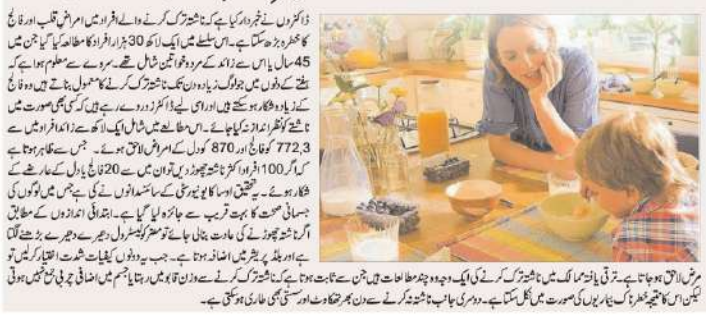 ڈاکٹروں نے خبردار کیا ہے کہ ناشتہ ترک کرنے والے افراد میں امراضِ قلب اور فالج
کا خطرہ بڑھ سکتا ہے۔ اس سلسلے میں ایک لاکھ 30 ہزار افراد کا مطالعہ کیا گیا جن میں
45 سال یا اس سے زائد کے مرد و خواتین شامل تھے۔ سروے سے معلوم ہوا ہے کہ
ہفتے کے دنوں میں جو لوگ زیادہ دن تک ناشتہ ترک کرنے کا معمول بناتے ہیں وہ فالج
کے زیادہ شکار ہو سکتے ہیں اور اسی لیے ڈاکٹر زور دے رہے ہیں کہ کسی بھی صورت میں
ناشتے کو نظر انداز نہ کیا جائے۔ اس مطالعے میں شامل ایک لاکھ سے زائد افراد میں سے
772,3 کو فالج اور 870 کو دل کے امراض لاحق ہوئے۔ جس سے ظاہر ہوتا ہے
کہ اگر 100 افراد اکثر ناشتہ چھوڑ دیں تو ان میں سے 20 فالج یا دل کے عارضے کے
شکار ہوئے۔ یہ تحقیق اوساکا یونیورسٹی کے سائنسدانوں نے کی ہے جس میں لوگوں کی
جسمانی صحت کا بہت قریب سے جائزہ لیا گیا ہے۔ ابتدائی اندازوں کے مطابق
اگر ناشتہ چھوڑنے کی عادت بنالی جائے تو مضر کولیسٹرول دھیرے دھیرے بڑھنے لگتا
ہے اور بلڈ پریشر میں اضافہ ہوتا ہے۔ جب یہ دونوں کیفیات شدت اختیار کرلیں تو
مرض لاحق ہوجاتا ہے۔ ترقی یافتہ ممالک میں ناشتہ ترک کرنے کی ایک وجہ وہ چند مطالعات ہیں جن سے ثابت ہوتا ہے کہ ناشتہ ترک کرنے سے وزن قابو میں رہتا یا جسم میں اضافی چربی جمع نہیں ہوتی
لیکن اس کا نتیجہ خطرناک بیماریوں کی صورت میں نکل سکتا ہے۔ دوسری جانب ناشتہ نہ کرنے سے دن بھر تھکاوٹ اور سستی بھی طاری ہو سکتی ہے۔